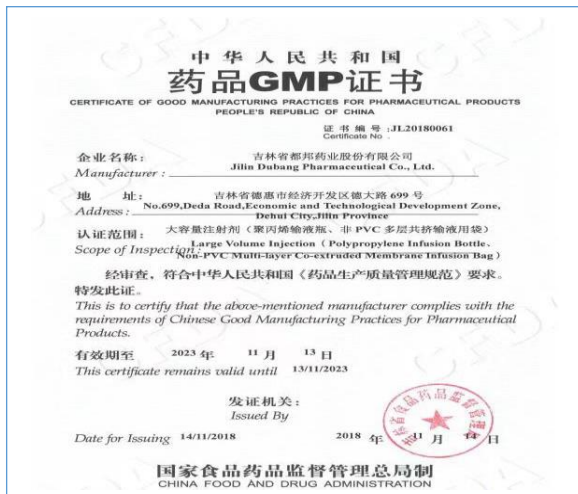 中华人民共和国
药品GMP证书
CERTIFICATE OF GOOD MANUFACTURING PRACTICES FOR PHARMACEUTICAL PRODUCTS
PEOPLE'S REPUBLIC OF CHINA
证书编号:JL20180061
Certificate No .
企业名称: 吉林省都邦药业股份有限公司
Manufacturer : Jilin Dubang Pharmaceutical Co., Ltd.
地 址: 吉林省德惠市经济开发区德大路 699 号
Address : No.699,Deda Road,Economic and Technological Development Zone,
Dehui City,Jilin Province
认证范围: 大容量注射剂（聚丙烯输液瓶、非 PVC 多层共挤输液用袋）
Scope of Inspection: Large Volume Injection（Polypropylene Infusion Bottle、
Non-PVC Multi-layer Co-extruded Membrane Infusion Bag）
经审查，符合中华人民共和国《药品生产质量管理规范》要求。
特发此证。
This is to certify that the above-mentioned manufacturer complies with the
requirements of Chinese Good Manufacturing Practices for Pharmaceutical
Products.
有效期至 2023 年 11 月 13 日
This certificate remains valid until 13/11/2023
发证机关:
Issued By
Date for Issuing 14/11/2018 2018 年 11 月 14 日
国家食品药品监督管理总局制
CHINA FOOD AND DRUG ADMINISTRATION